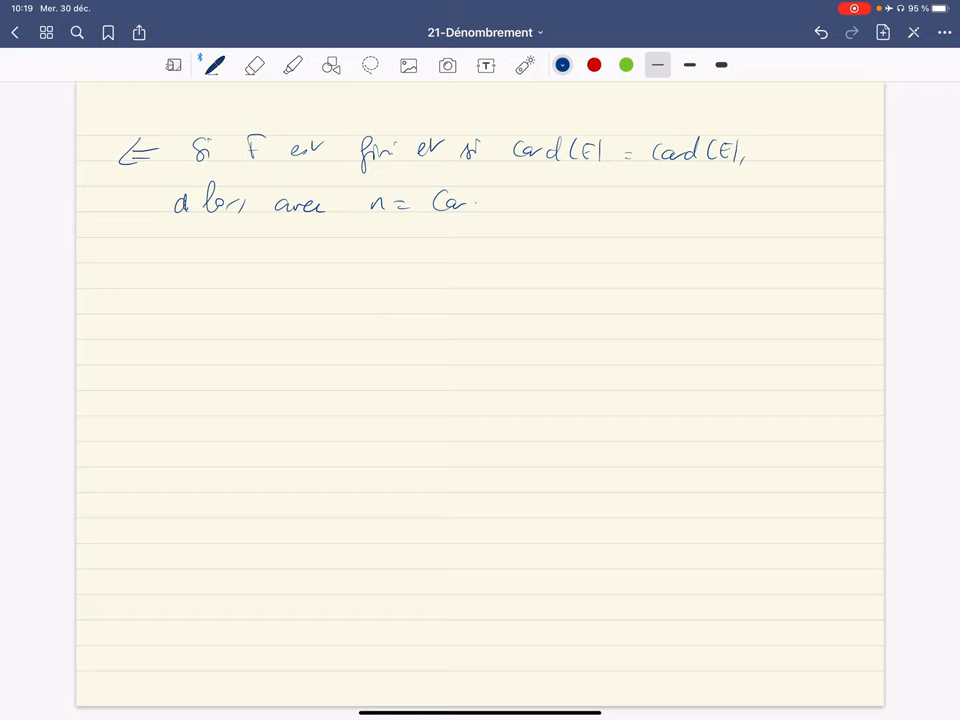 10:19 Mer. 30 déc. 95 %
21-Dénombrement
T
⇐ Si F est fini et si Card(E) = Card(E),
alors avec n = Car